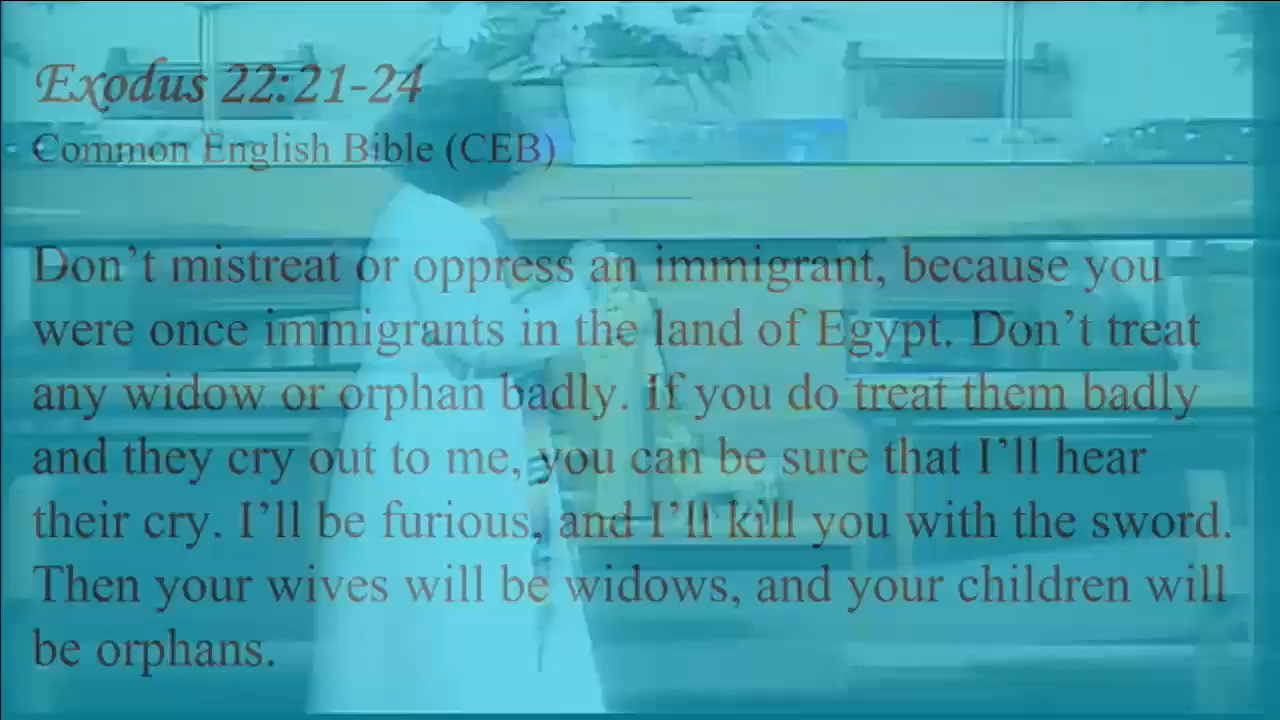 Exodus 22:21-24
Common English Bible (CEB)
Don’t mistreat or oppress an immigrant, because you
were once immigrants in the land of Egypt. Don’t treat
any widow or orphan badly. If you do treat them badly
and they cry out to me, you can be sure that I’ll hear
their cry. I’ll be furious, and I’ll kill you with the sword.
Then your wives will be widows, and your children will
be orphans.